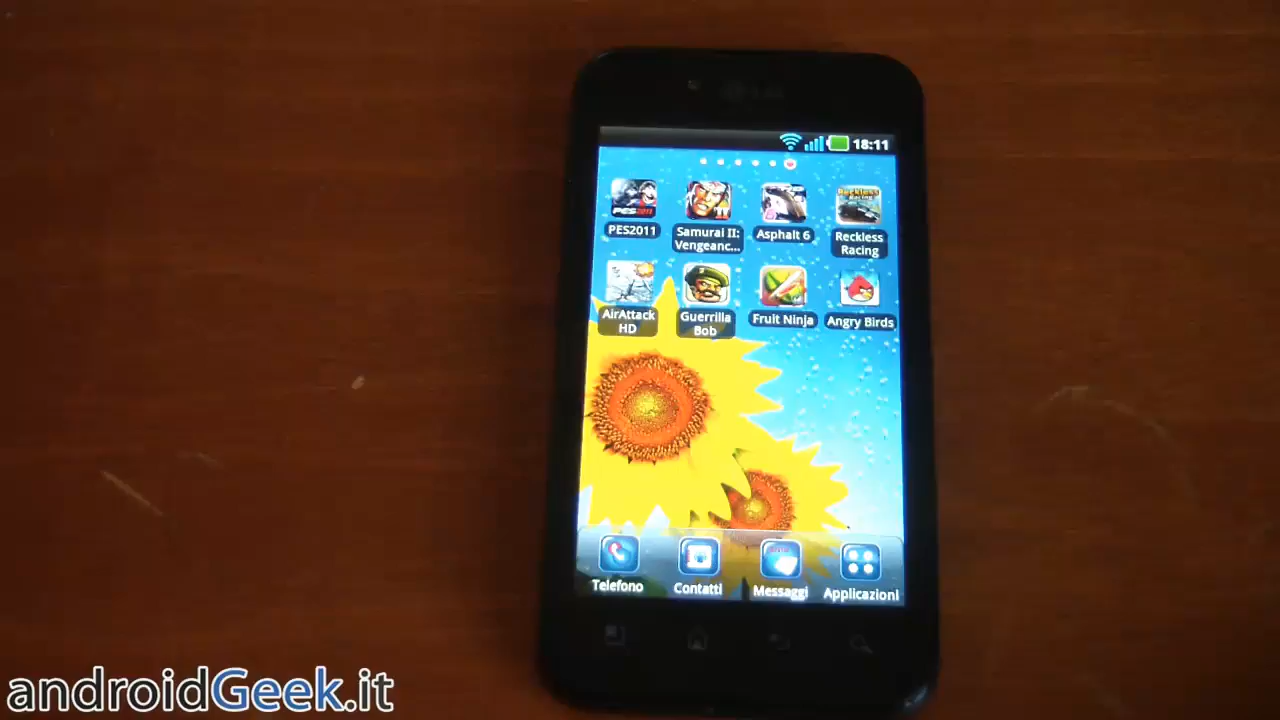 LG
18:11
PES2011
Samurai II:
Vengeanc...
Asphalt 6
Reckless
Racing
AirAttack
HD
Guerrilla
Bob
Fruit Ninja
Angry Birds
Telefono
Contatti
Messaggi
Applicazioni
androidGeek.it